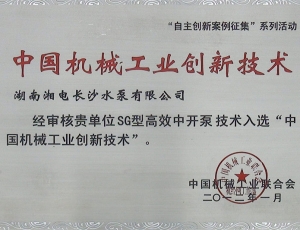 “自主创新案例征集”系列活动
中国机械工业创新技术
湖南湘电长沙水泵有限公司
经审核贵单位SG型高效中开泵 技术入选“中
国机械工业创新技术”。
中国机械工业联合会
二〇一二年一月